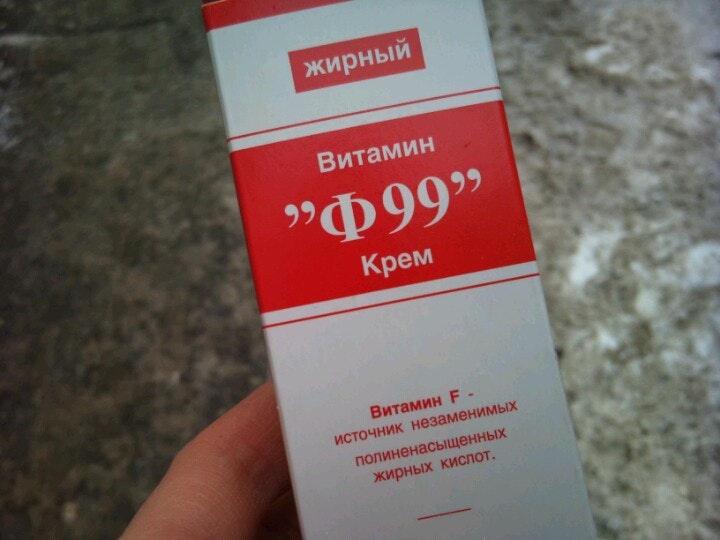 жирный
Витамин
”Ф99”
Крем
Витамин F -
источник незаменимых
полиненасыщенных
жирных кислот.